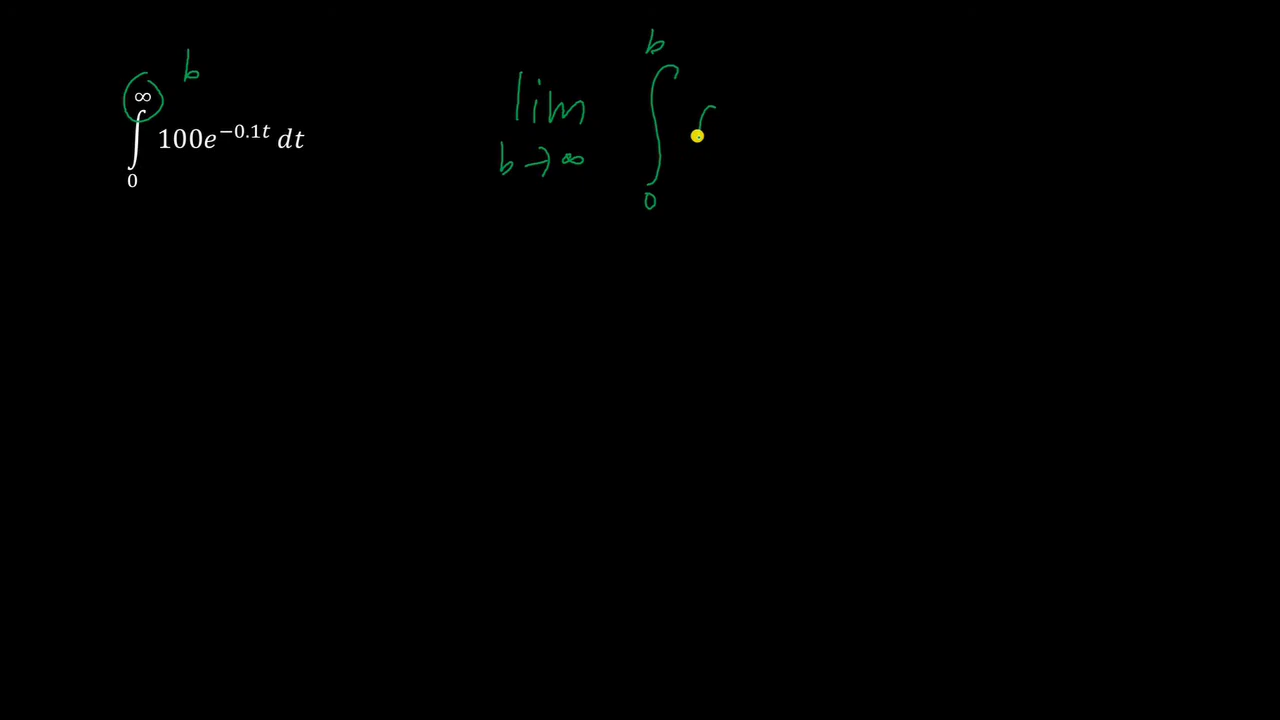 ∞ b
∫ 100e^{−0.1t} dt
0
lim ∫ b
b → ∞ 0